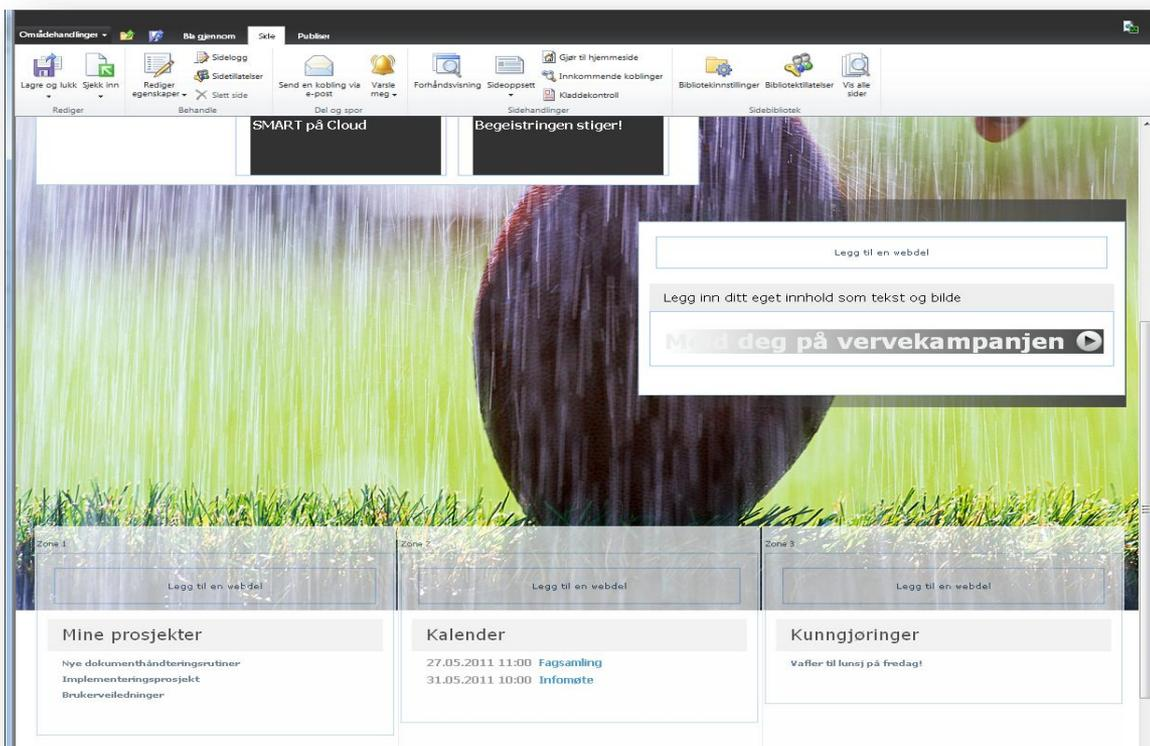 Områdehandlinger
Bla gjennom
Side
Publiser
Lagre og lukk
Sjekk inn
Rediger egenskaper
Sidelogg
Sidetillatelser
Slett side
Send en kobling via e-post
Varsle meg
Forhåndsvisning
Sideoppsett
Gjør til hjemmeside
Innkommende koblinger
Kladdekontroll
Bibliotekinnstillinger
Bibliotektillatelser
Vis alle sider
Rediger
Behandle
Del og spor
Sidehandlinger
Sidebibliotek
SMART på Cloud
Begeistringen stiger!
Legg til en webdel
Legg inn ditt eget innhold som tekst og bilde
Meld deg på vervekampanjen
Zone 1
Zone 2
Zone 3
Legg til en webdel
Legg til en webdel
Legg til en webdel
Mine prosjekter
Nye dokumenthåndteringsrutiner
Implementeringsprosjekt
Brukerveiledninger
Kalender
27.05.2011 11:00 Fagsamling
31.05.2011 10:00 Infomøte
Kunngjøringer
Vafler til lunsj på fredag!